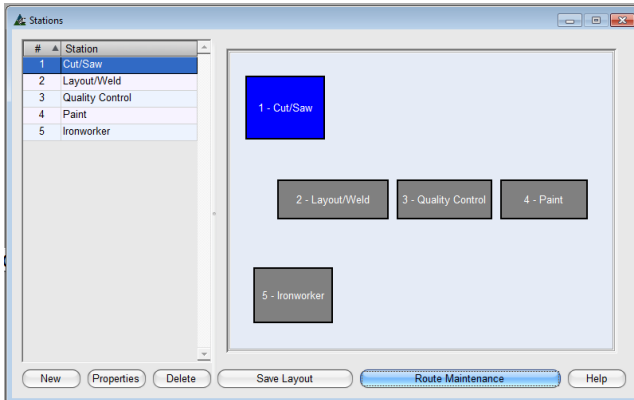 Stations
# Station
1 Cut/Saw
2 Layout/Weld
3 Quality Control
4 Paint
5 Ironworker
1 - Cut/Saw
2 - Layout/Weld 3 - Quality Control 4 - Paint
5 - Ironworker
New Properties Delete Save Layout Route Maintenance Help